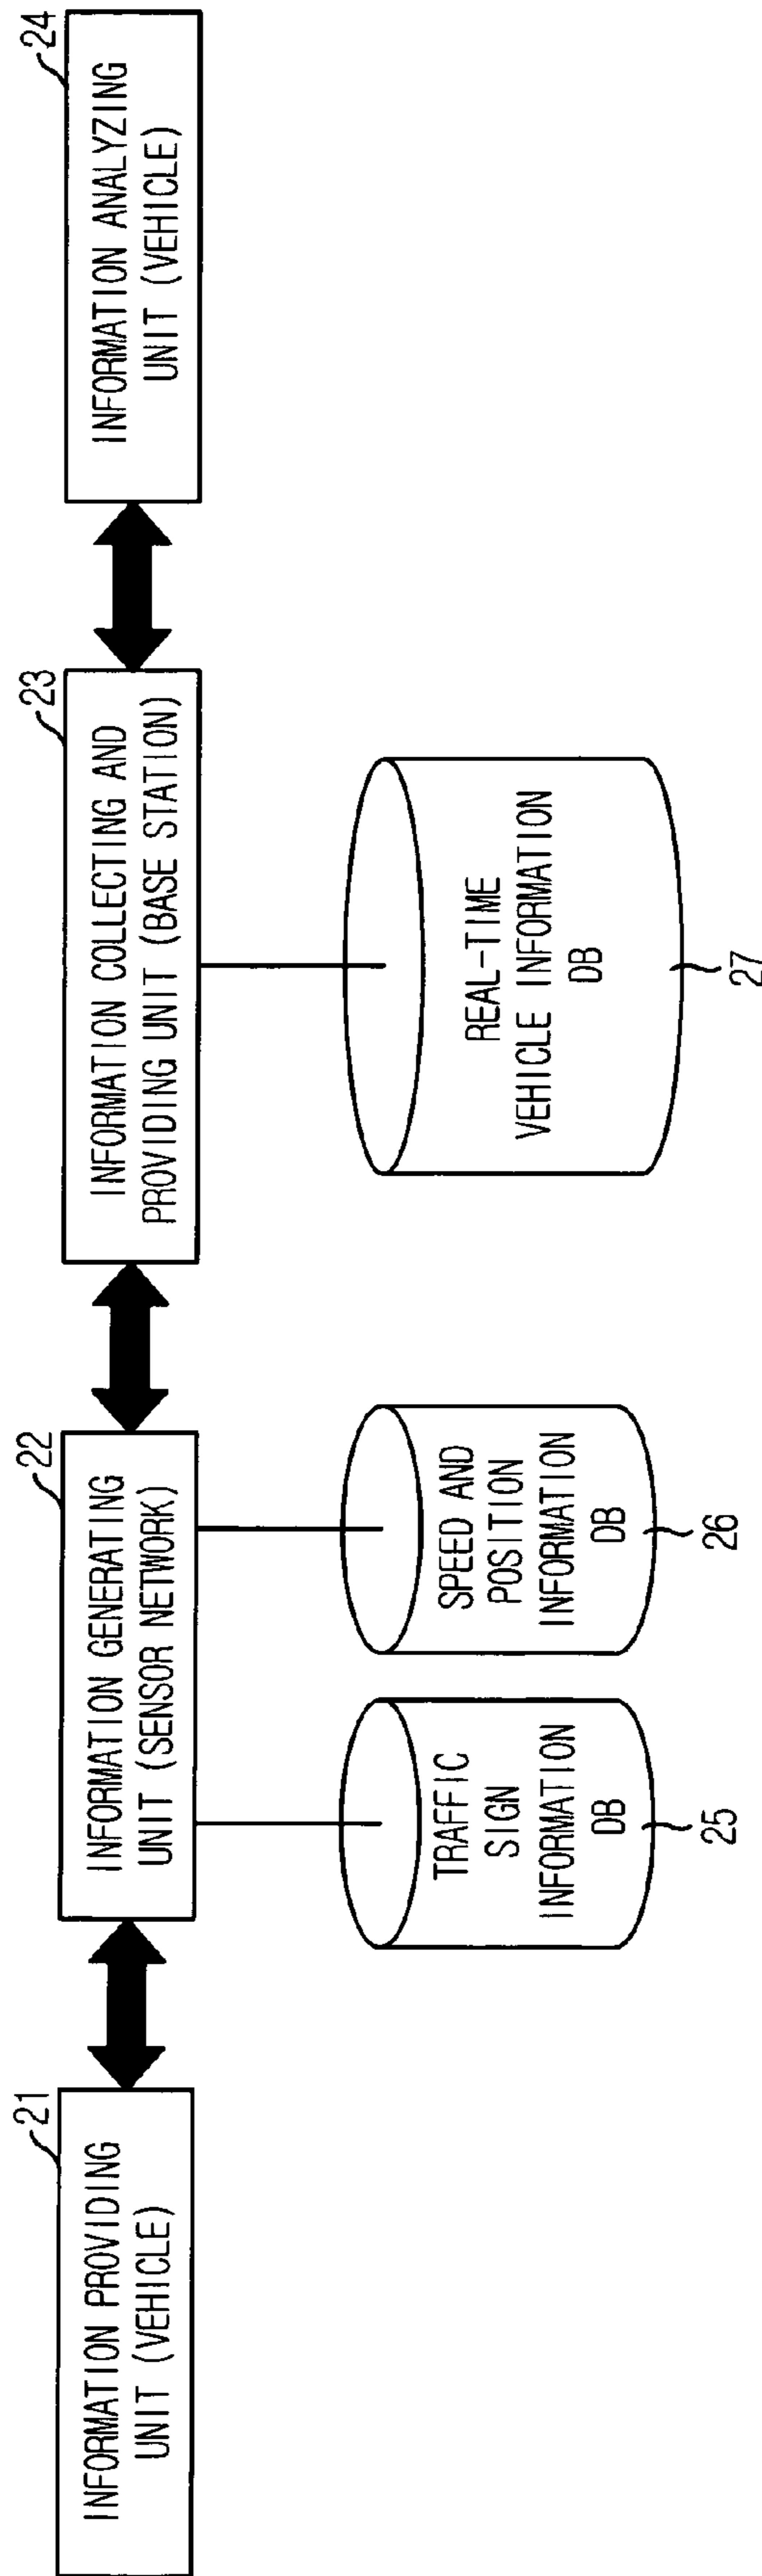 21
INFORMATION PROVIDING
UNIT (VEHICLE)
22
INFORMATION GENERATING
UNIT (SENSOR NETWORK)
23
INFORMATION COLLECTING AND
PROVIDING UNIT (BASE STATION)
24
INFORMATION ANALYZING
UNIT (VEHICLE)
TRAFFIC
SIGN
INFORMATION
DB
25
SPEED AND
POSITION
INFORMATION
DB
26
REAL-TIME
VEHICLE INFORMATION
DB
27